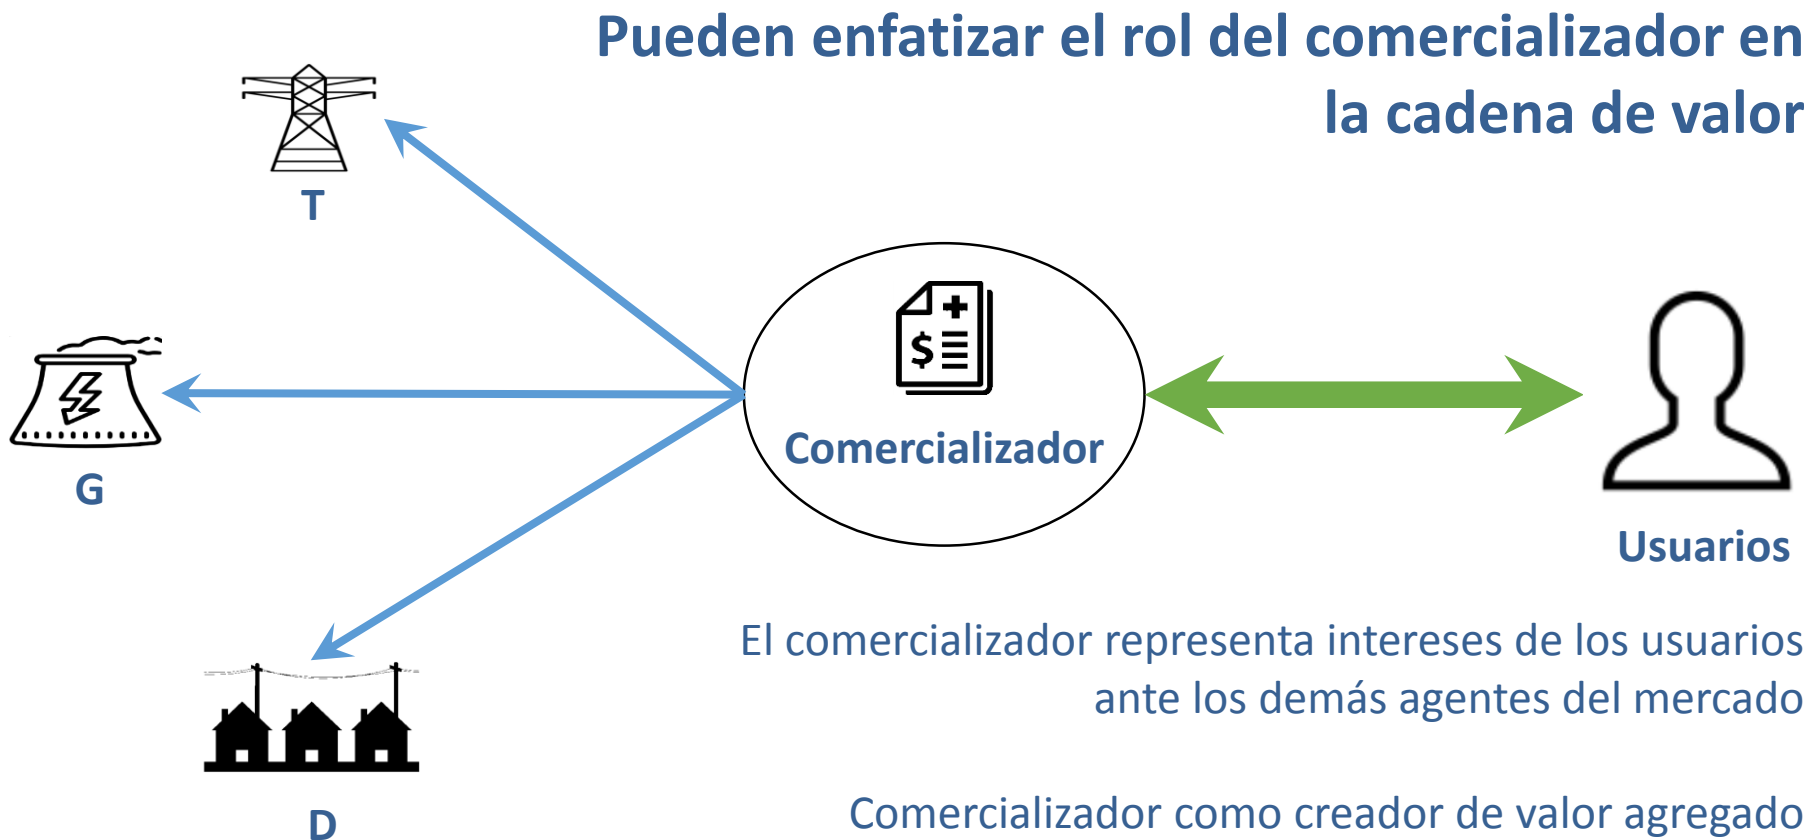 Pueden enfatizar el rol del comercializador en
la cadena de valor
T
G
D
$
Comercializador
Usuarios
El comercializador representa intereses de los usuarios
ante los demás agentes del mercado
Comercializador como creador de valor agregado